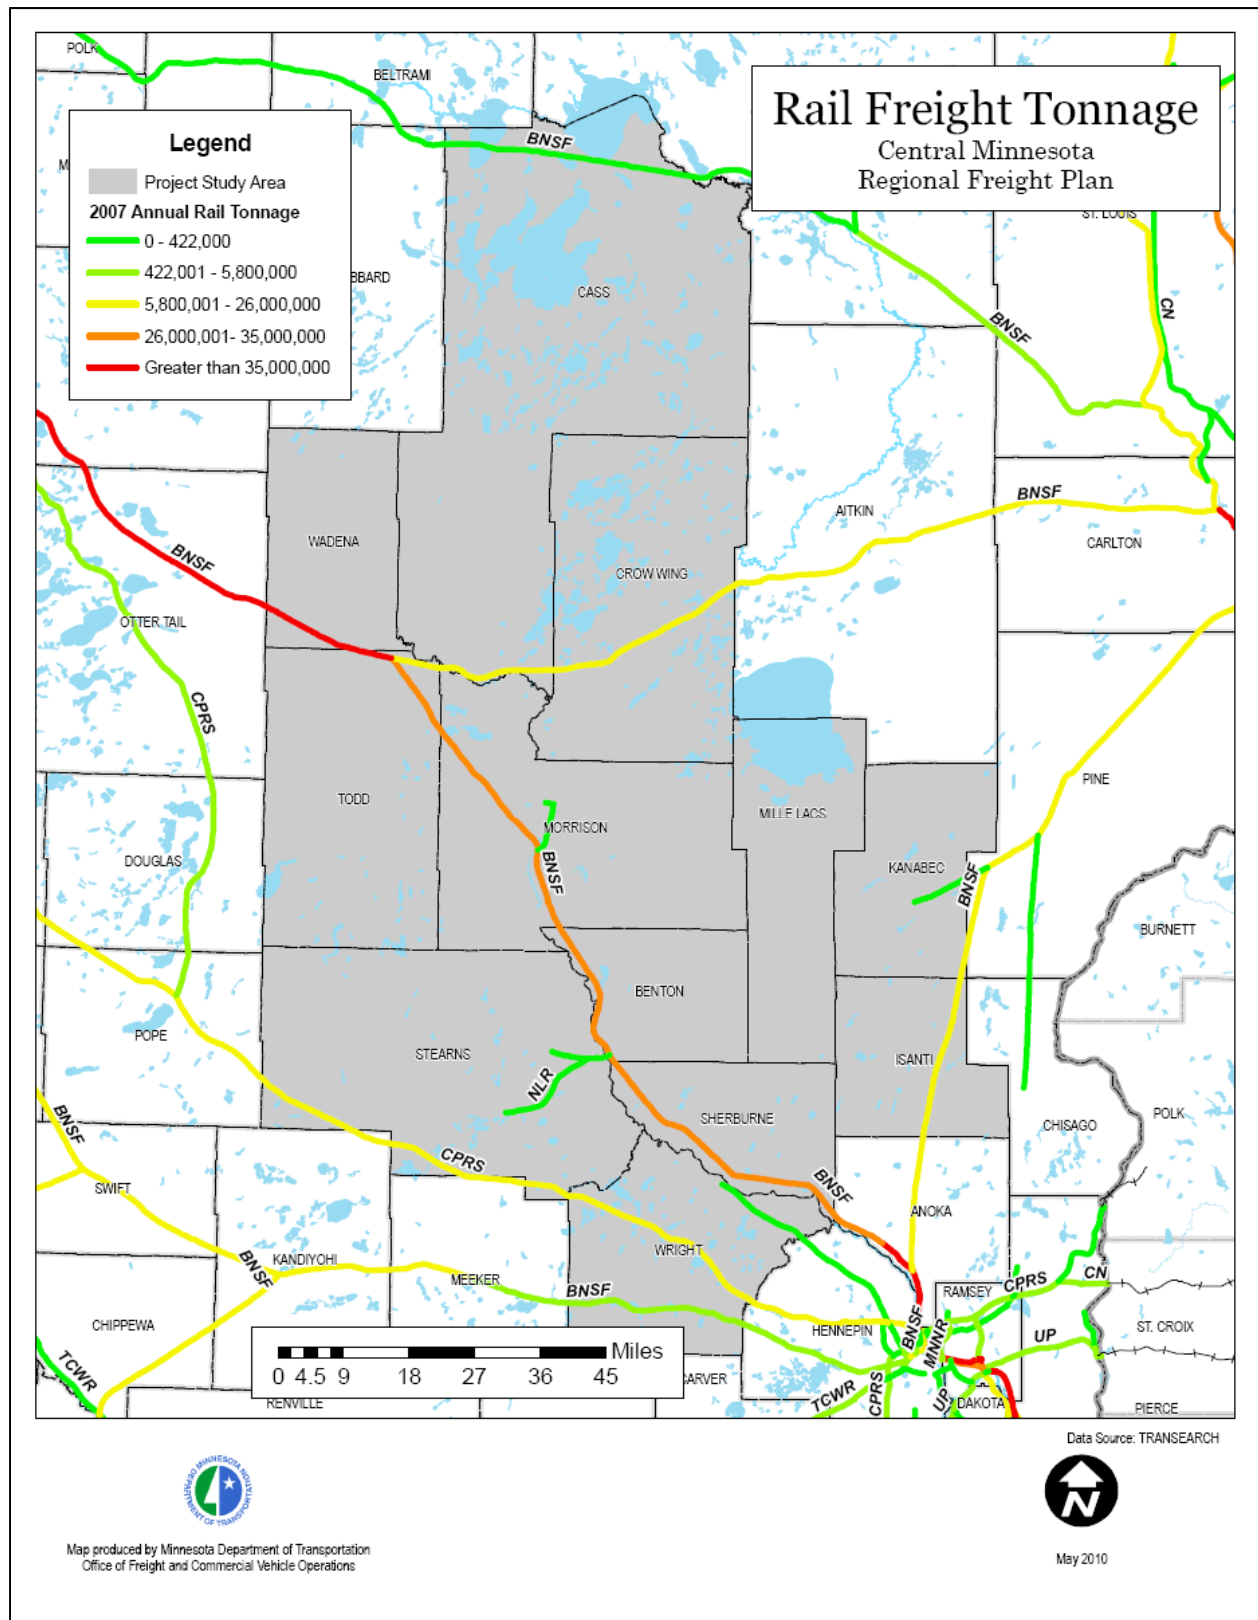 Rail Freight Tonnage
Central Minnesota
Regional Freight Plan
Legend
Project Study Area
2007 Annual Rail Tonnage
0 - 422,000
422,001 - 5,800,000
5,800,001 - 26,000,000
26,000,001- 35,000,000
Greater than 35,000,000
POLK
BELTRAMI
BNSF
M
BBARD
CASS
ST. LOUIS
CN
BNSF
BNSF
AITKIN
CARLTON
WADENA
CROW WING
BNSF
OTTER TAIL
CPRS
TODD
MORRISON
MILLE LACS
PINE
DOUGLAS
BNSF
KANABEC
BNSF
BURNETT
BENTON
POPE
STEARNS
ISANTI
NLR
SHERBURNE
CHISAGO
POLK
BNSF
CPRS
BNSF
SWIFT
ANOKA
WRIGHT
KANDIYOHI
BNSF
MEEKER
BNSF
RAMSEY
CPRS
CN
CHIPPEWA
HENNEPIN
BNSF
MNNR
UP
ST. CROIX
TCWR
Miles
0 4.5 9 18 27 36 45
CARVER
TCWR
CPRS
UP
DAKOTA
RENVILLE
PIERCE
Data Source: TRANSEARCH
MINNESOTA
DEPARTMENT OF TRANSPORTATION
Map produced by Minnesota Department of Transportation
Office of Freight and Commercial Vehicle Operations
N
May 2010